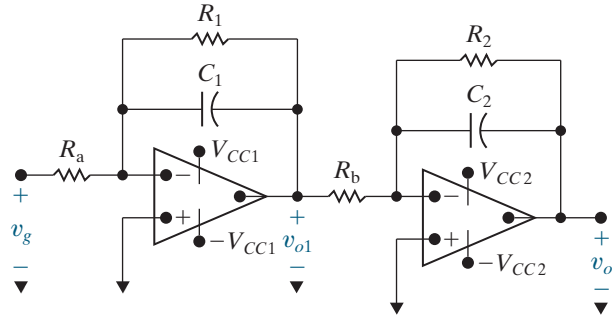 R1
C1
Ra
VCC1
−
+
−VCC1
+
vg
−
+
vo1
−
Rb
R2
C2
VCC2
−
+
−VCC2
+
vo
−